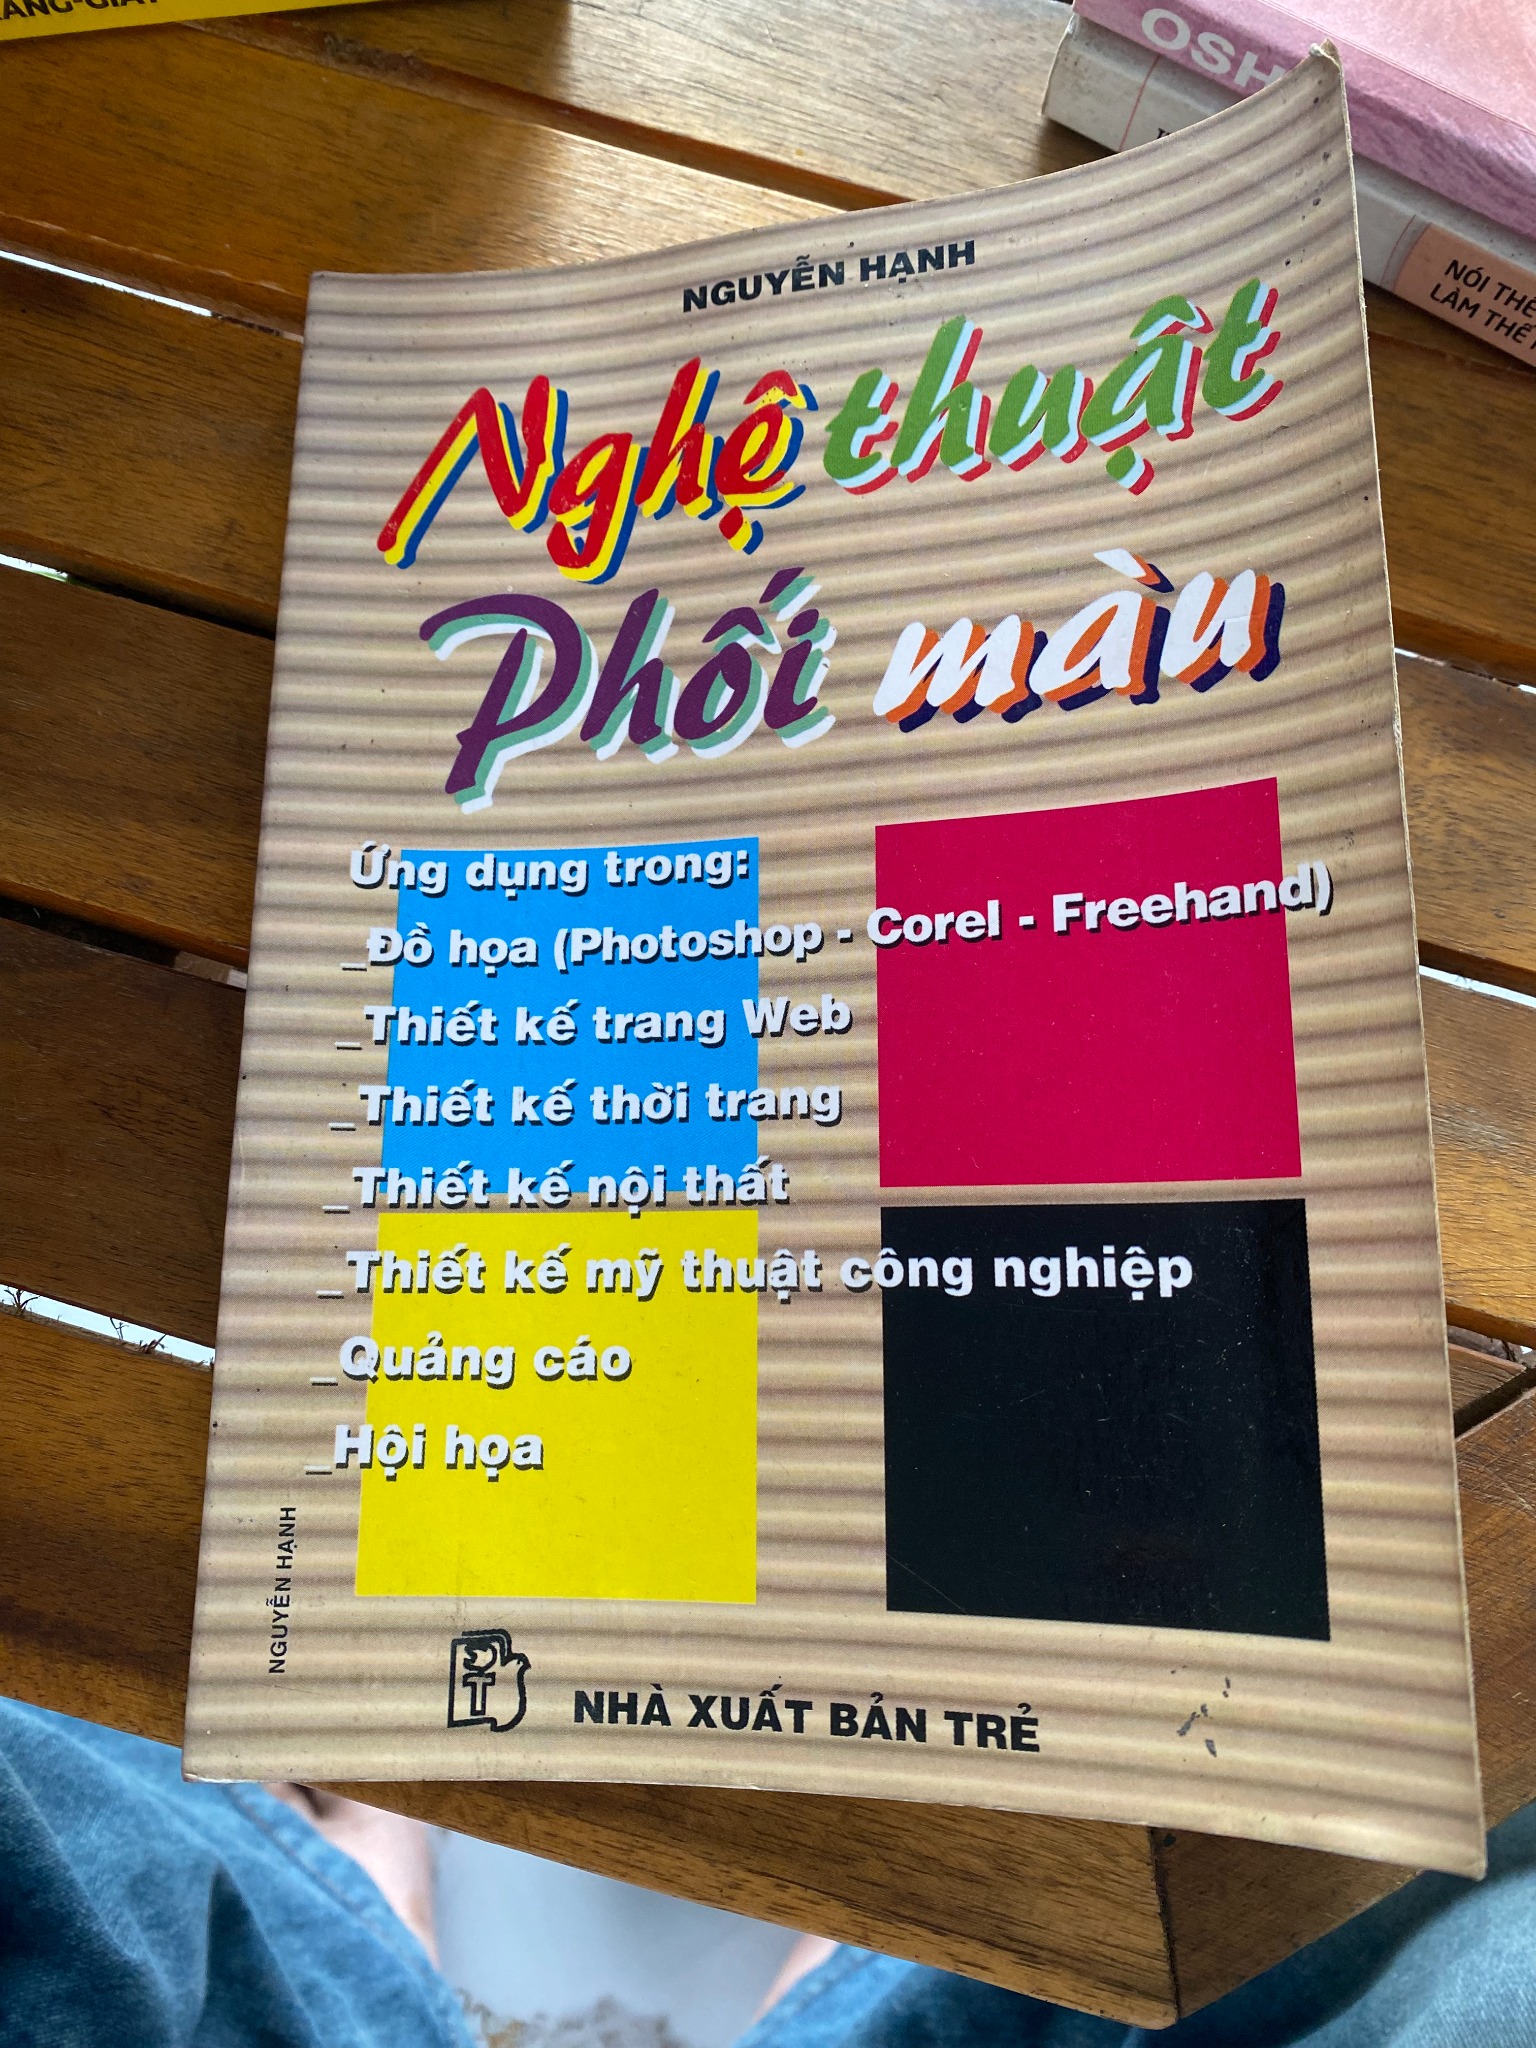 OSH
NÓI THẾ
LÀM THẾ
NGUYỄN HẠNH
Nghệ thuật
Phối màu
Ứng dụng trong:
_Đồ họa (Photoshop - Corel - Freehand)
_Thiết kế trang Web
_Thiết kế thời trang
_Thiết kế nội thất
_Thiết kế mỹ thuật công nghiệp
_Quảng cáo
_Hội họa
NGUYỄN HẠNH
T
NHÀ XUẤT BẢN TRẺ